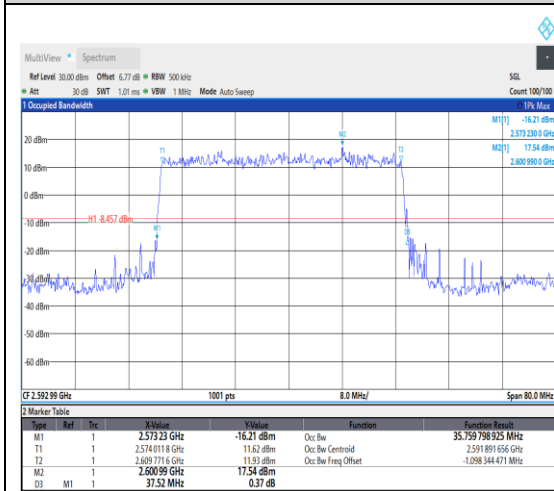 MultiView Spectrum
Ref Level 30.00 dBm Offset 6.77 dB RBW 500 kHz SGL
Att 30 dB SWT 1.01 ms VBW 1 MHz Mode Auto Sweep Count 100/100
1 Occupied Bandwidth 1Pk Max
M1[1] -16.21 dBm
2.573 230 0 GHz
M2[1] 17.54 dBm
2.600 990 0 GHz
M2
T1
T2
20 dBm
10 dBm
0 dBm
-10 dBm
H1 -8.457 dBm
M1
D3
-20 dBm
-30 dBm
-40 dBm
-50 dBm
-60 dBm
CF 2.592 99 GHz 1001 pts 8.0 MHz/ Span 80.0 MHz
2 Marker Table
Type Ref Trc X-Value Y-Value Function Function Result
M1 1 2.573 23 GHz -16.21 dBm Occ Bw 35.759 798 925 MHz
T1 1 2.574 011 8 GHz 11.62 dBm Occ Bw Centroid 2.591 891 656 GHz
T2 1 2.609 771 6 GHz 11.93 dBm Occ Bw Freq Offset -1.098 344 471 MHz
M2 1 2.600 99 GHz 17.54 dBm
D3 M1 1 37.52 MHz 0.37 dB